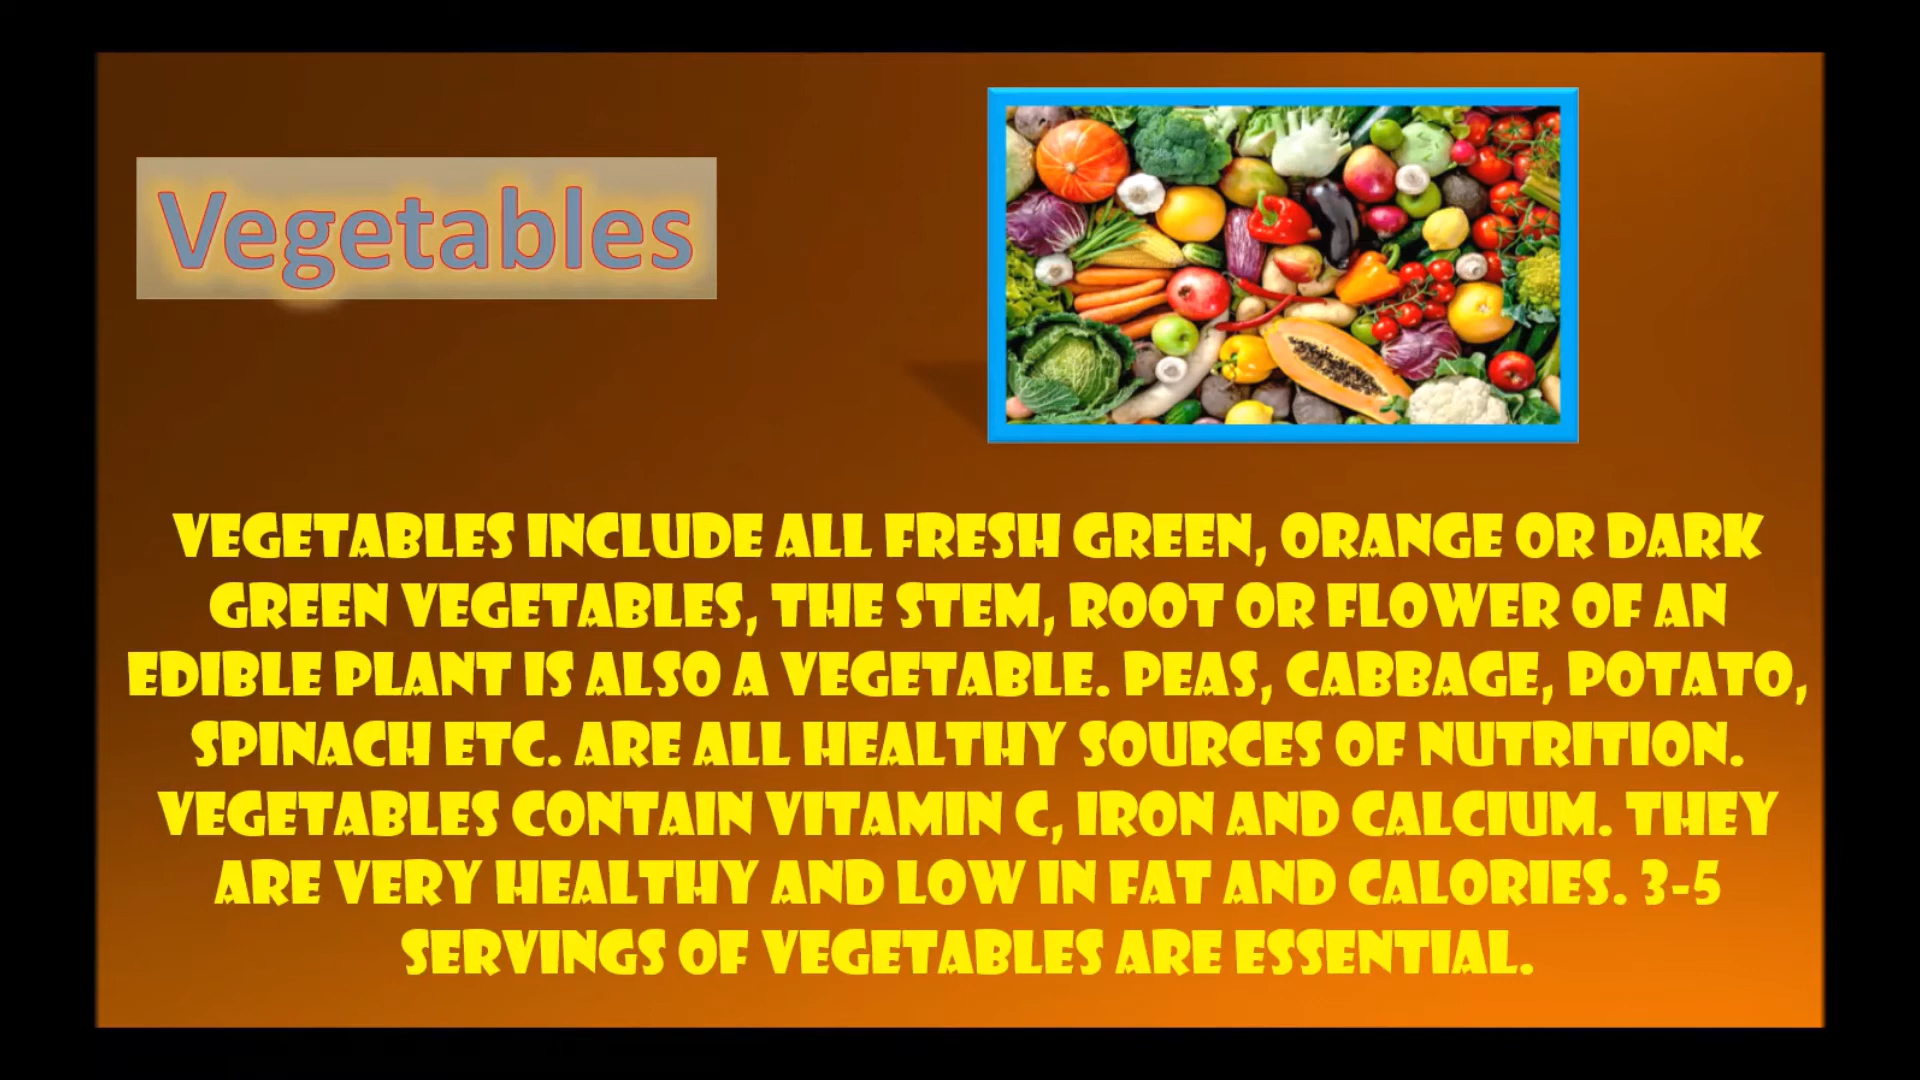 Vegetables
VEGETABLES INCLUDE ALL FRESH GREEN, ORANGE OR DARK
GREEN VEGETABLES, THE STEM, ROOT OR FLOWER OF AN
EDIBLE PLANT IS ALSO A VEGETABLE. PEAS, CABBAGE, POTATO,
SPINACH ETC. ARE ALL HEALTHY SOURCES OF NUTRITION.
VEGETABLES CONTAIN VITAMIN C, IRON AND CALCIUM. THEY
ARE VERY HEALTHY AND LOW IN FAT AND CALORIES. 3-5
SERVINGS OF VEGETABLES ARE ESSENTIAL.